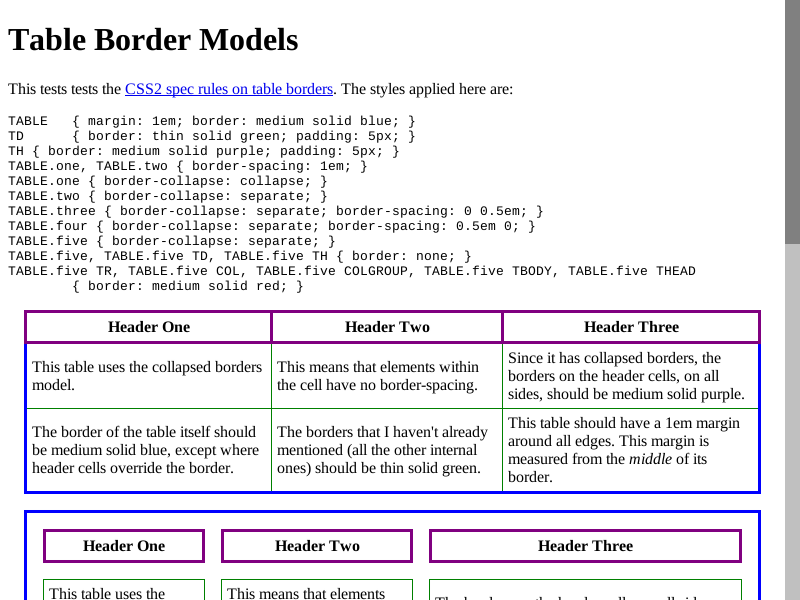 Table Border Models
This tests tests the CSS2 spec rules on table borders. The styles applied here are:
TABLE   { margin: 1em; border: medium solid blue; }
TD      { border: thin solid green; padding: 5px; }
TH { border: medium solid purple; padding: 5px; }
TABLE.one, TABLE.two { border-spacing: 1em; }
TABLE.one { border-collapse: collapse; }
TABLE.two { border-collapse: separate; }
TABLE.three { border-collapse: separate; border-spacing: 0 0.5em; }
TABLE.four { border-collapse: separate; border-spacing: 0.5em 0; }
TABLE.five { border-collapse: separate; }
TABLE.five, TABLE.five TD, TABLE.five TH { border: none; }
TABLE.five TR, TABLE.five COL, TABLE.five COLGROUP, TABLE.five TBODY, TABLE.five THEAD
        { border: medium solid red; }
Header One
Header Two
Header Three
This table uses the collapsed borders
model.
This means that elements within
the cell have no border-spacing.
Since it has collapsed borders, the
borders on the header cells, on all
sides, should be medium solid purple.
The border of the table itself should
be medium solid blue, except where
header cells override the border.
The borders that I haven't already
mentioned (all the other internal
ones) should be thin solid green.
This table should have a 1em margin
around all edges. This margin is
measured from the middle of its
border.
Header One
Header Two
Header Three
This table uses the
This means that elements